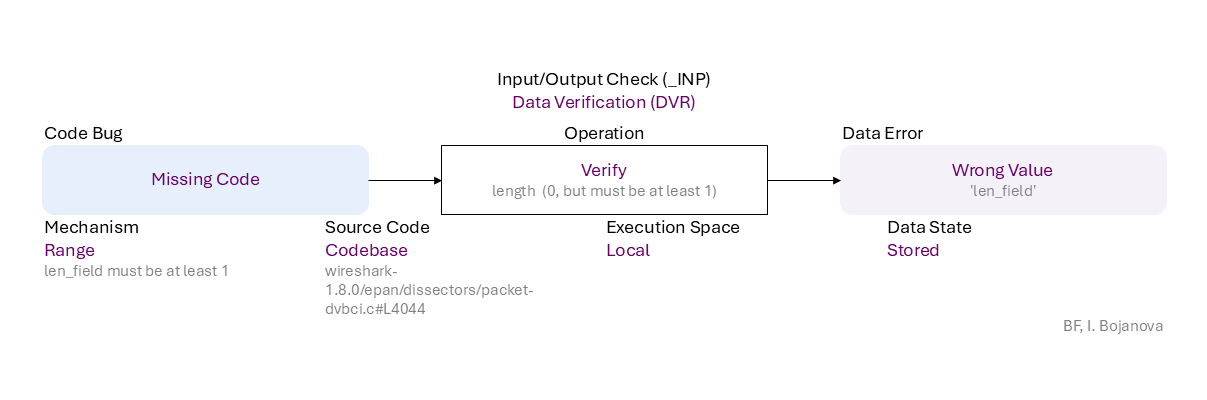 Input/Output Check (_INP)
Data Verification (DVR)
Code Bug
Operation
Data Error
Missing Code
Verify
length (0, but must be at least 1)
Wrong Value
'len_field'
Mechanism
Range
len_field must be at least 1
Source Code
Codebase
wireshark-
1.8.0/epan/dissectors/packet-
dvbci.c#L4044
Execution Space
Local
Data State
Stored
BF, I. Bojanova